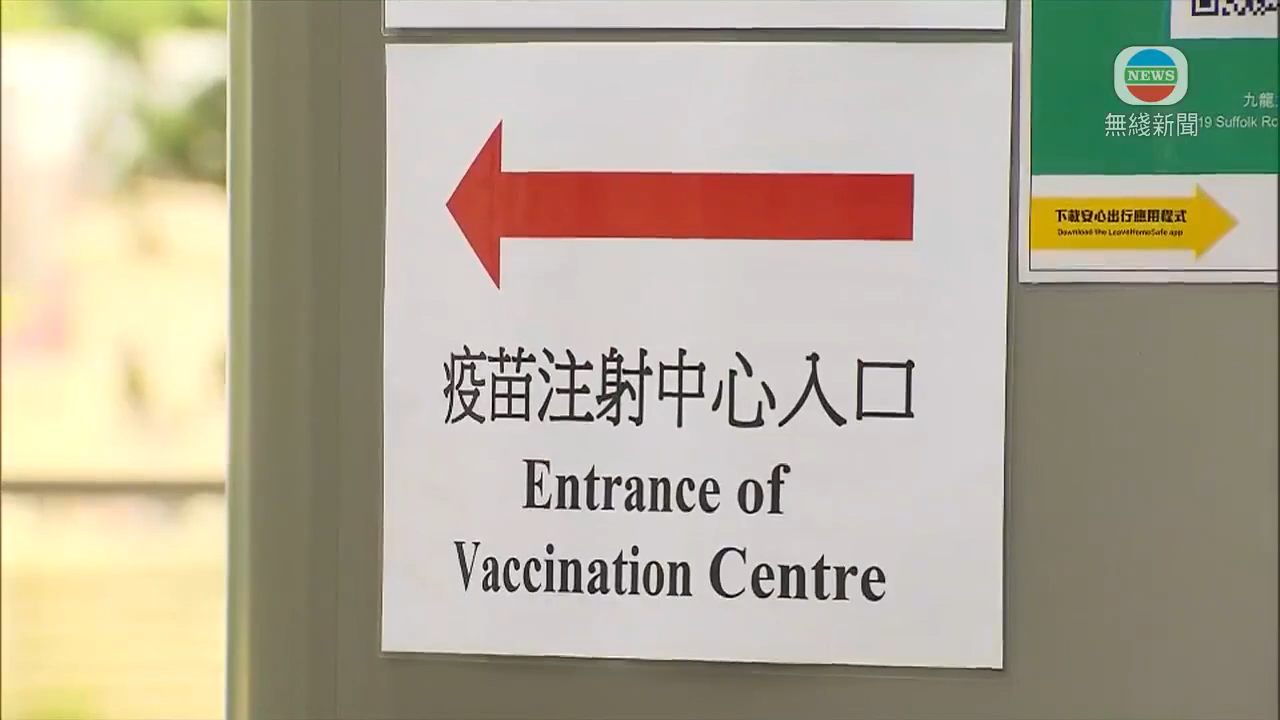 疫苗注射中心入口
Entrance of
Vaccination Centre
NEWS
無綫新聞
九龍
19 Suffolk
下載安心出行應用程式
Download the LeaveHomeSafe app